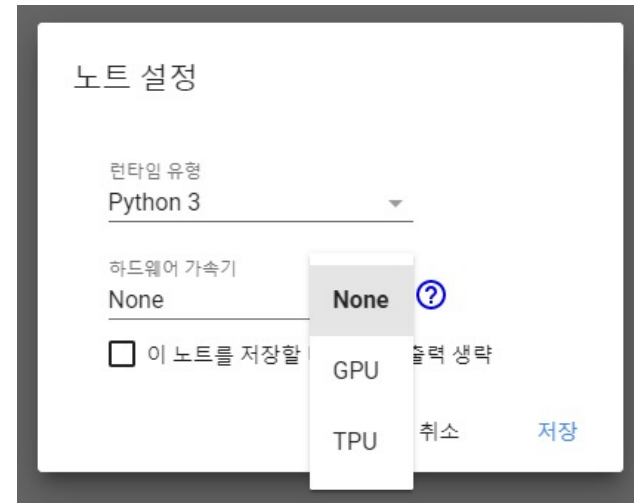 노트 설정
런타임 유형
Python 3
하드웨어 가속기
None
None
GPU
TPU
이 노트를 저장할
출력 생략
취소
저장